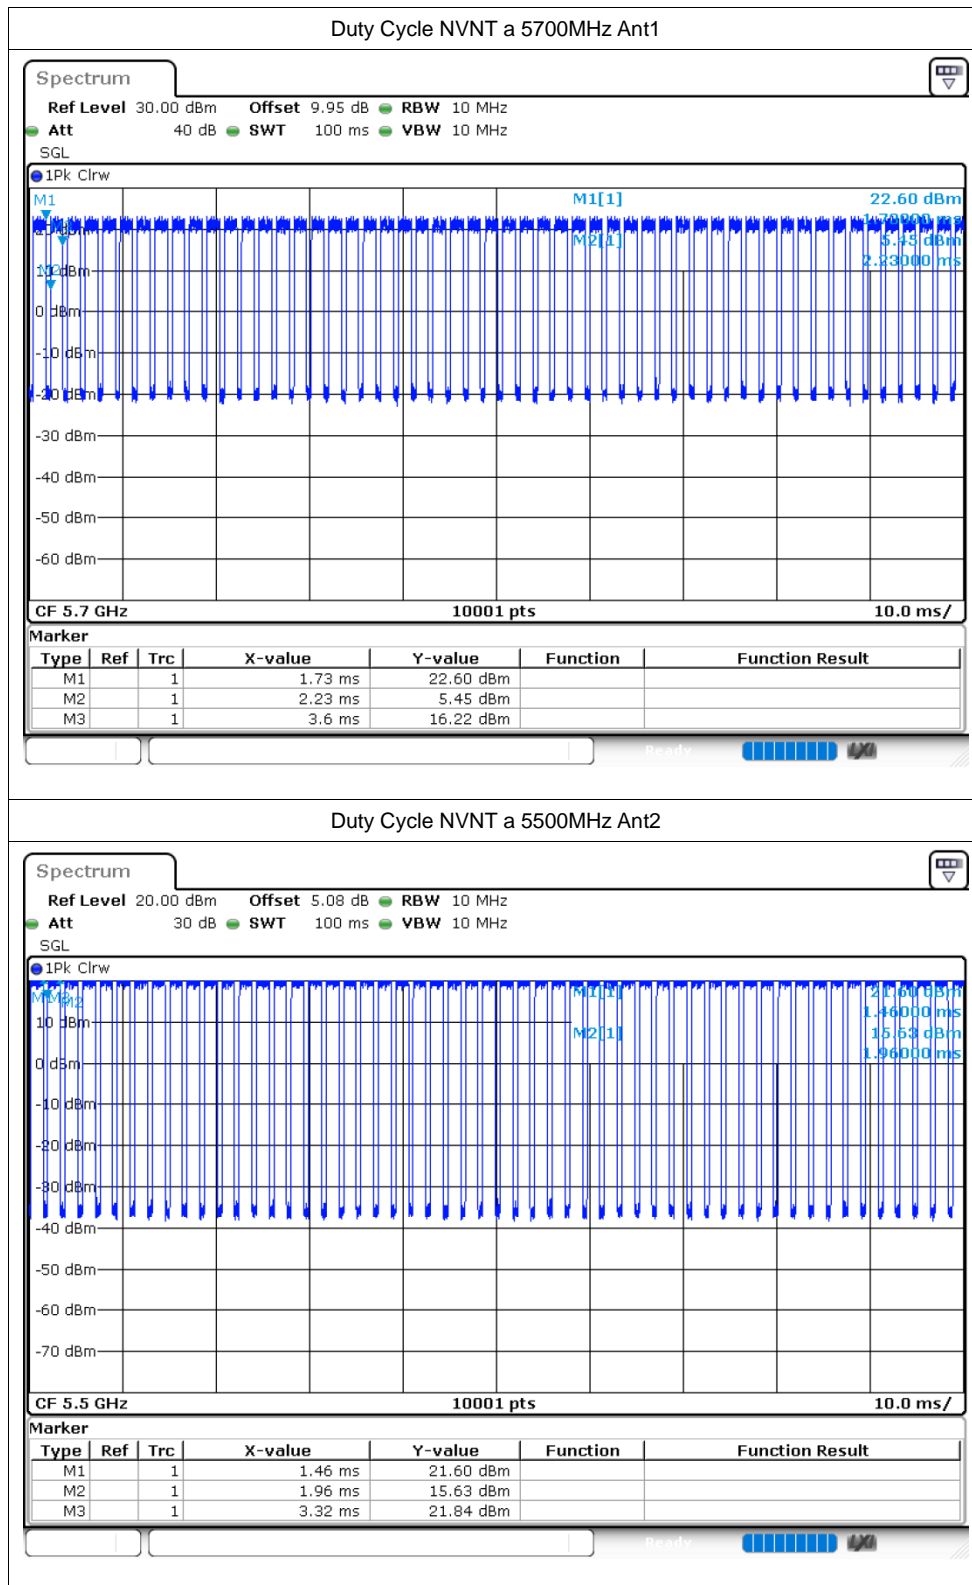 Duty Cycle NVNT a 5700MHz Ant1
Spectrum
Ref Level 30.00 dBm Offset 9.95 dB RBW 10 MHz
Att 40 dB SWT 100 ms VBW 10 MHz
SGL
1Pk Clrw
M1 M1[1] 22.60 dBm
M2[1] 5.45 dBm
2.23000 ms
M2
0 dBm
-10 dBm
-20 dBm
-30 dBm
-40 dBm
-50 dBm
-60 dBm
CF 5.7 GHz 10001 pts 10.0 ms/
Marker
Type Ref Trc X-value Y-value Function Function Result
M1 1 1.73 ms 22.60 dBm
M2 1 2.23 ms 5.45 dBm
M3 1 3.6 ms 16.22 dBm
Ready LXI
Duty Cycle NVNT a 5500MHz Ant2
Spectrum
Ref Level 20.00 dBm Offset 5.08 dB RBW 10 MHz
Att 30 dB SWT 100 ms VBW 10 MHz
SGL
1Pk Clrw
M2 M1[1] 21.60 dBm
1.46000 ms
10 dBm
M2[1] 15.63 dBm
1.96000 ms
0 dBm
-10 dBm
-20 dBm
-30 dBm
-40 dBm
-50 dBm
-60 dBm
-70 dBm
CF 5.5 GHz 10001 pts 10.0 ms/
Marker
Type Ref Trc X-value Y-value Function Function Result
M1 1 1.46 ms 21.60 dBm
M2 1 1.96 ms 15.63 dBm
M3 1 3.32 ms 21.84 dBm
Ready LXI